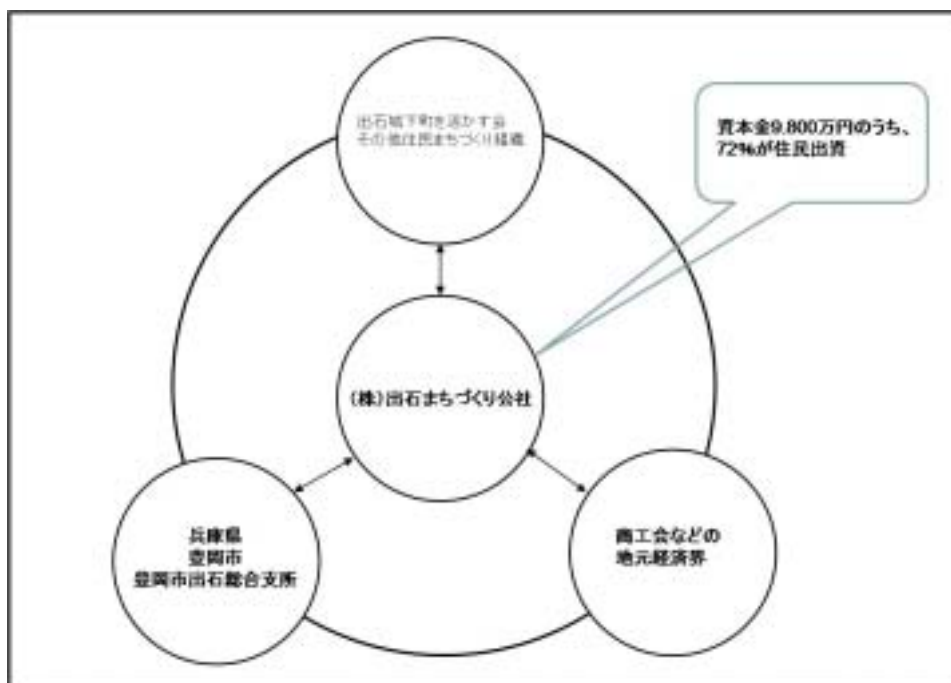 出石城下町を活かす会
その他住民まちづくり組織
資本金9,800万円のうち、
72%が住民出資
(株)出石まちづくり公社
兵庫県
豊岡市
豊岡市出石総合支所
商工会などの
地元経済界